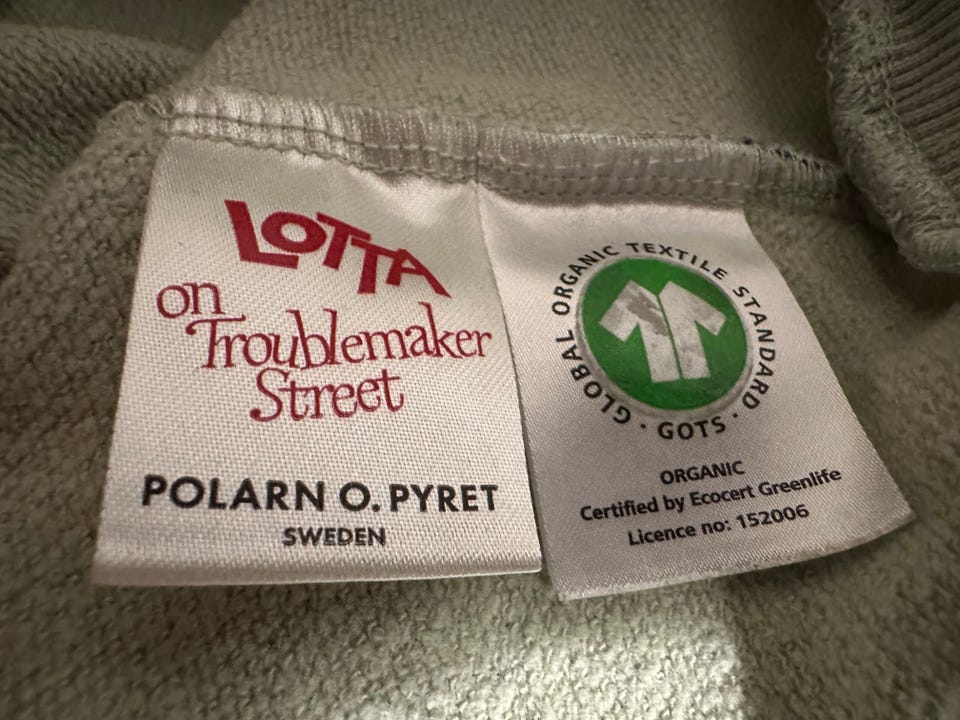 LOTTA
on
Troublemaker
Street
POLARN O. PYRET
SWEDEN
GLOBAL ORGANIC TEXTILE STANDARD · GOTS ·
ORGANIC
Certified by Ecocert Greenlife
Licence no: 152006